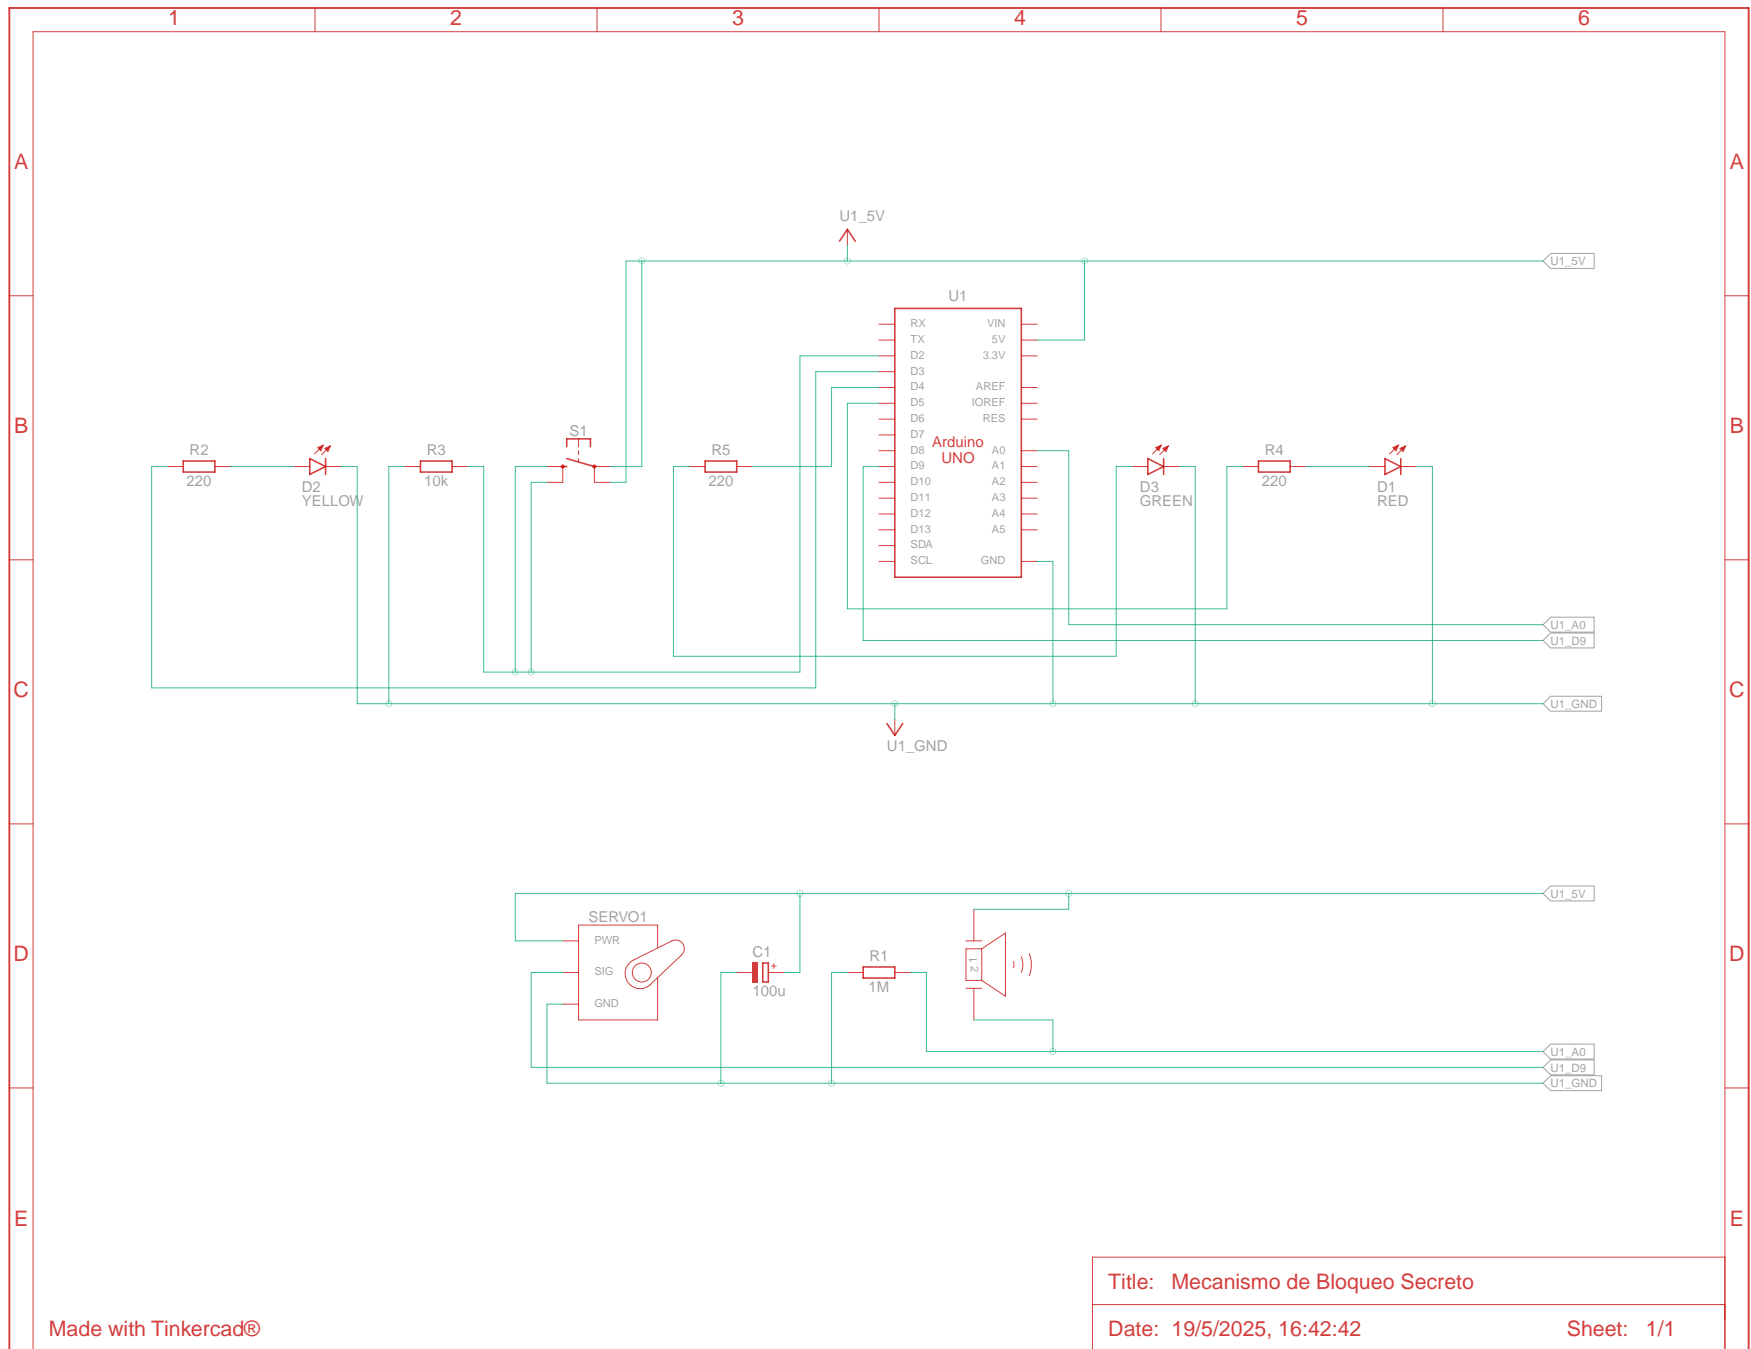 1 2 3 4 5 6
A A
U1_5V
U1_5V
U1
RX VIN
TX 5V
D2 3.3V
D3
D4 AREF
D5 IOREF
D6 RES
D7
Arduino
UNO
D8 A0
D9 A1
D10 A2
D11 A3
D12 A4
D13 A5
SDA
SCL GND
B B
R2
220
D2
YELLOW
R3
10k
S1
R5
220
D3
GREEN
R4
220
D1
RED
U1_A0
U1_D9
C C
U1_GND
U1_GND
U1_5V
SERVO1
PWR
SIG
GND
C1
+
100u
R1
1M
1 2
D D
U1_A0
U1_D9
U1_GND
E E
Title: Mecanismo de Bloqueo Secreto
Made with Tinkercad®
Date: 19/5/2025, 16:42:42 Sheet: 1/1